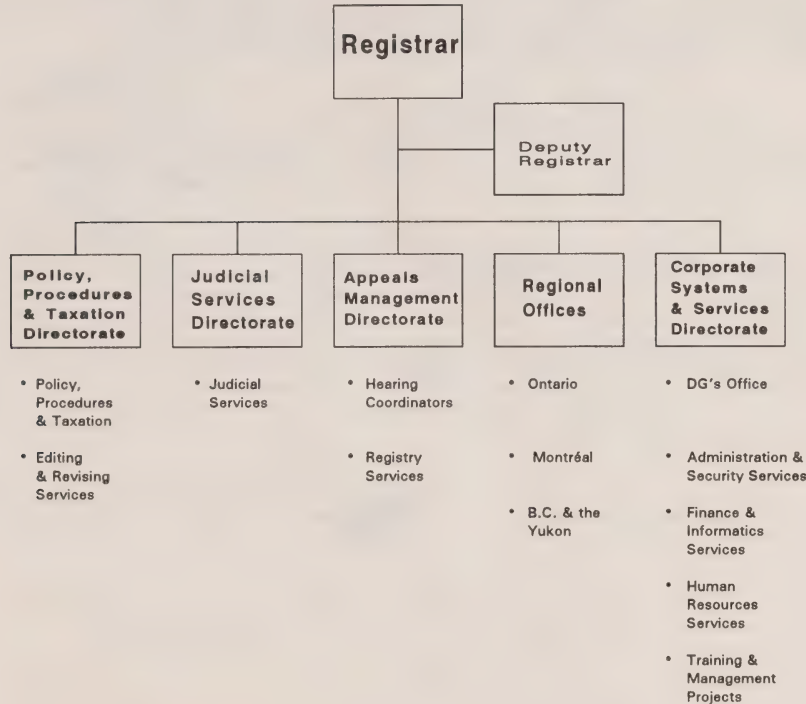 Registrar
Deputy
Registrar
Policy,
Procedures
& Taxation
Directorate
Judicial
Services
Directorate
Appeals
Management
Directorate
Regional
Offices
Corporate
Systems
& Services
Directorate
• Policy,
Procedures
& Taxation
• Editing
& Revising
Services
• Judicial
Services
• Hearing
Coordinators
• Registry
Services
• Ontario
• Montréal
• B.C. & the
Yukon
• DG's Office
• Administration &
Security Services
• Finance &
Informatics
Services
• Human
Resources
Services
• Training &
Management
Projects